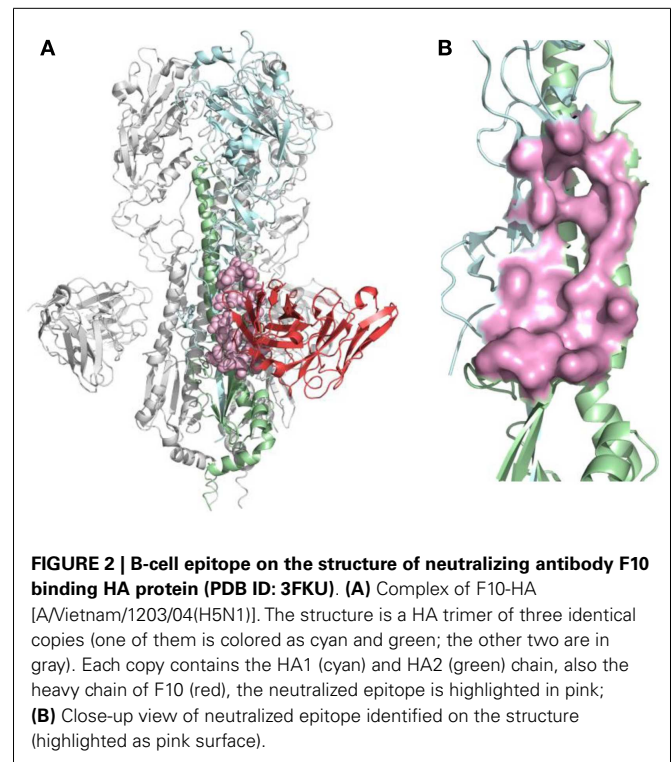 A
B
FIGURE 2 | B-cell epitope on the structure of neutralizing antibody F10
binding HA protein (PDB ID: 3FKU). (A) Complex of F10-HA
[A/Vietnam/1203/04(H5N1)]. The structure is a HA trimer of three identical
copies (one of them is colored as cyan and green; the other two are in
gray). Each copy contains the HA1 (cyan) and HA2 (green) chain, also the
heavy chain of F10 (red), the neutralized epitope is highlighted in pink;
(B) Close-up view of neutralized epitope identified on the structure
(highlighted as pink surface).